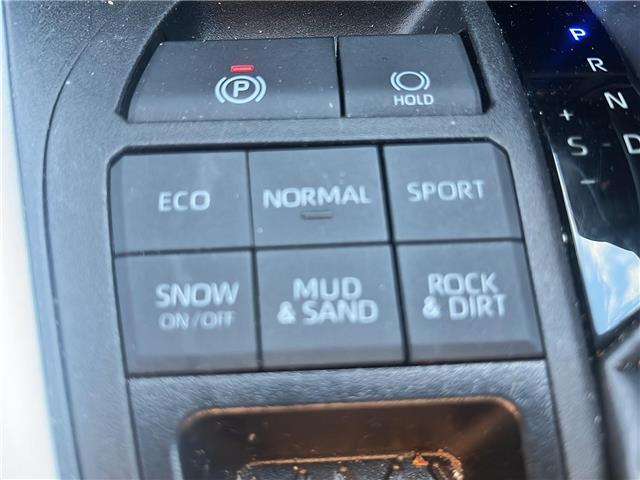 P
HOLD
ECO
NORMAL
SPORT
SNOW
ON/OFF
MUD
& SAND
ROCK
& DIRT
P
R
N
D
+
S
-